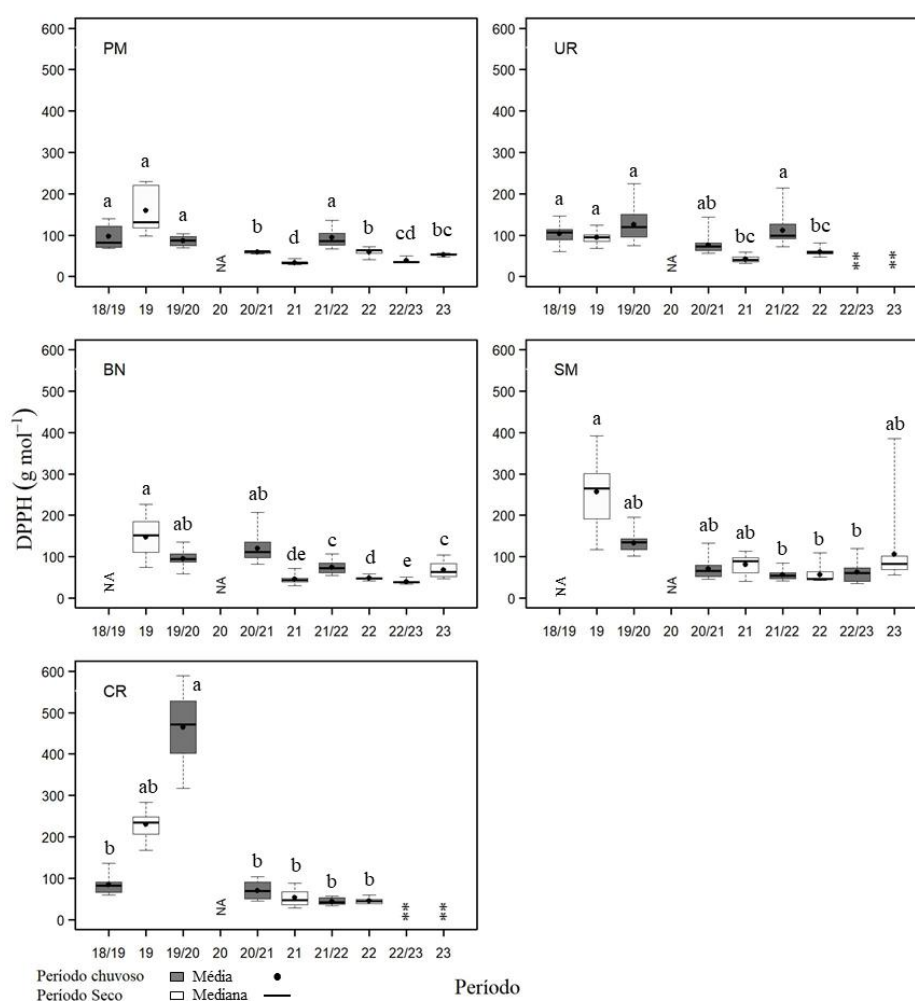 600
500
400
300
200
100
0
PM
a
a
a
b
d
a
b
cd
bc
NA
18/19 19 19/20 20 20/21 21 21/22 22 22/23 23
600
500
400
300
200
100
0
UR
a
a
a
ab
bc
a
bc
NA
**
**
18/19 19 19/20 20 20/21 21 21/22 22 22/23 23
DPPH (g mol⁻¹)
600
500
400
300
200
100
0
BN
a
ab
ab
de
c
d
e
c
NA
NA
18/19 19 19/20 20 20/21 21 21/22 22 22/23 23
600
500
400
300
200
100
0
SM
a
ab
ab
ab
b
b
b
ab
NA
NA
18/19 19 19/20 20 20/21 21 21/22 22 22/23 23
600
500
400
300
200
100
0
CR
b
ab
a
b
b
b
b
NA
**
**
18/19 19 19/20 20 20/21 21 21/22 22 22/23 23
Período chuvoso Média
Período Seco Mediana
Período